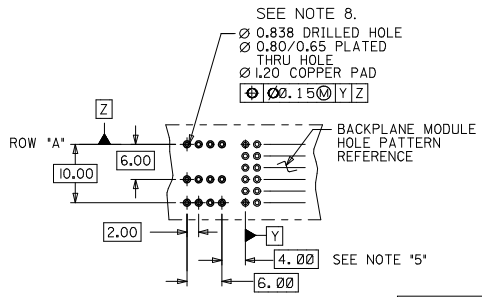 SEE NOTE 8.
Ø 0.838 DRILLED HOLE
Ø 0.80/0.65 PLATED
THRU HOLE
Ø 1.20 COPPER PAD
⌖ Ø0.15Ⓜ Y Z
Z
ROW "A"
BACKPLANE MODULE
HOLE PATTERN
REFERENCE
6.00
10.00
2.00
Y
4.00 SEE NOTE "5"
6.00